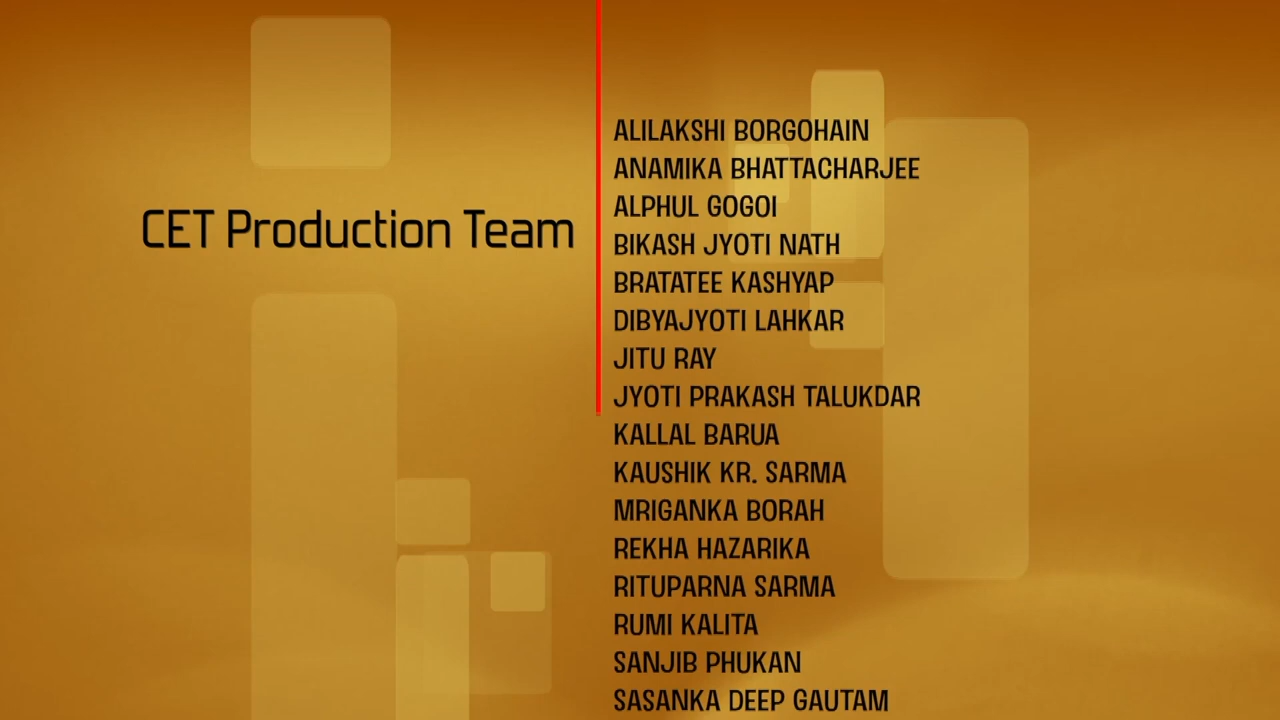 CET Production Team
ALILAKSHI BORGOHAIN
ANAMIKA BHATTACHARJEE
ALPHUL GOGOI
BIKASH JYOTI NATH
BRATATEE KASHYAP
DIBYAJYOTI LAHKAR
JITU RAY
JYOTI PRAKASH TALUKDAR
KALLAL BARUA
KAUSHIK KR. SARMA
MRIGANKA BORAH
REKHA HAZARIKA
RITUPARNA SARMA
RUMI KALITA
SANJIB PHUKAN
SASANKA DEEP GAUTAM